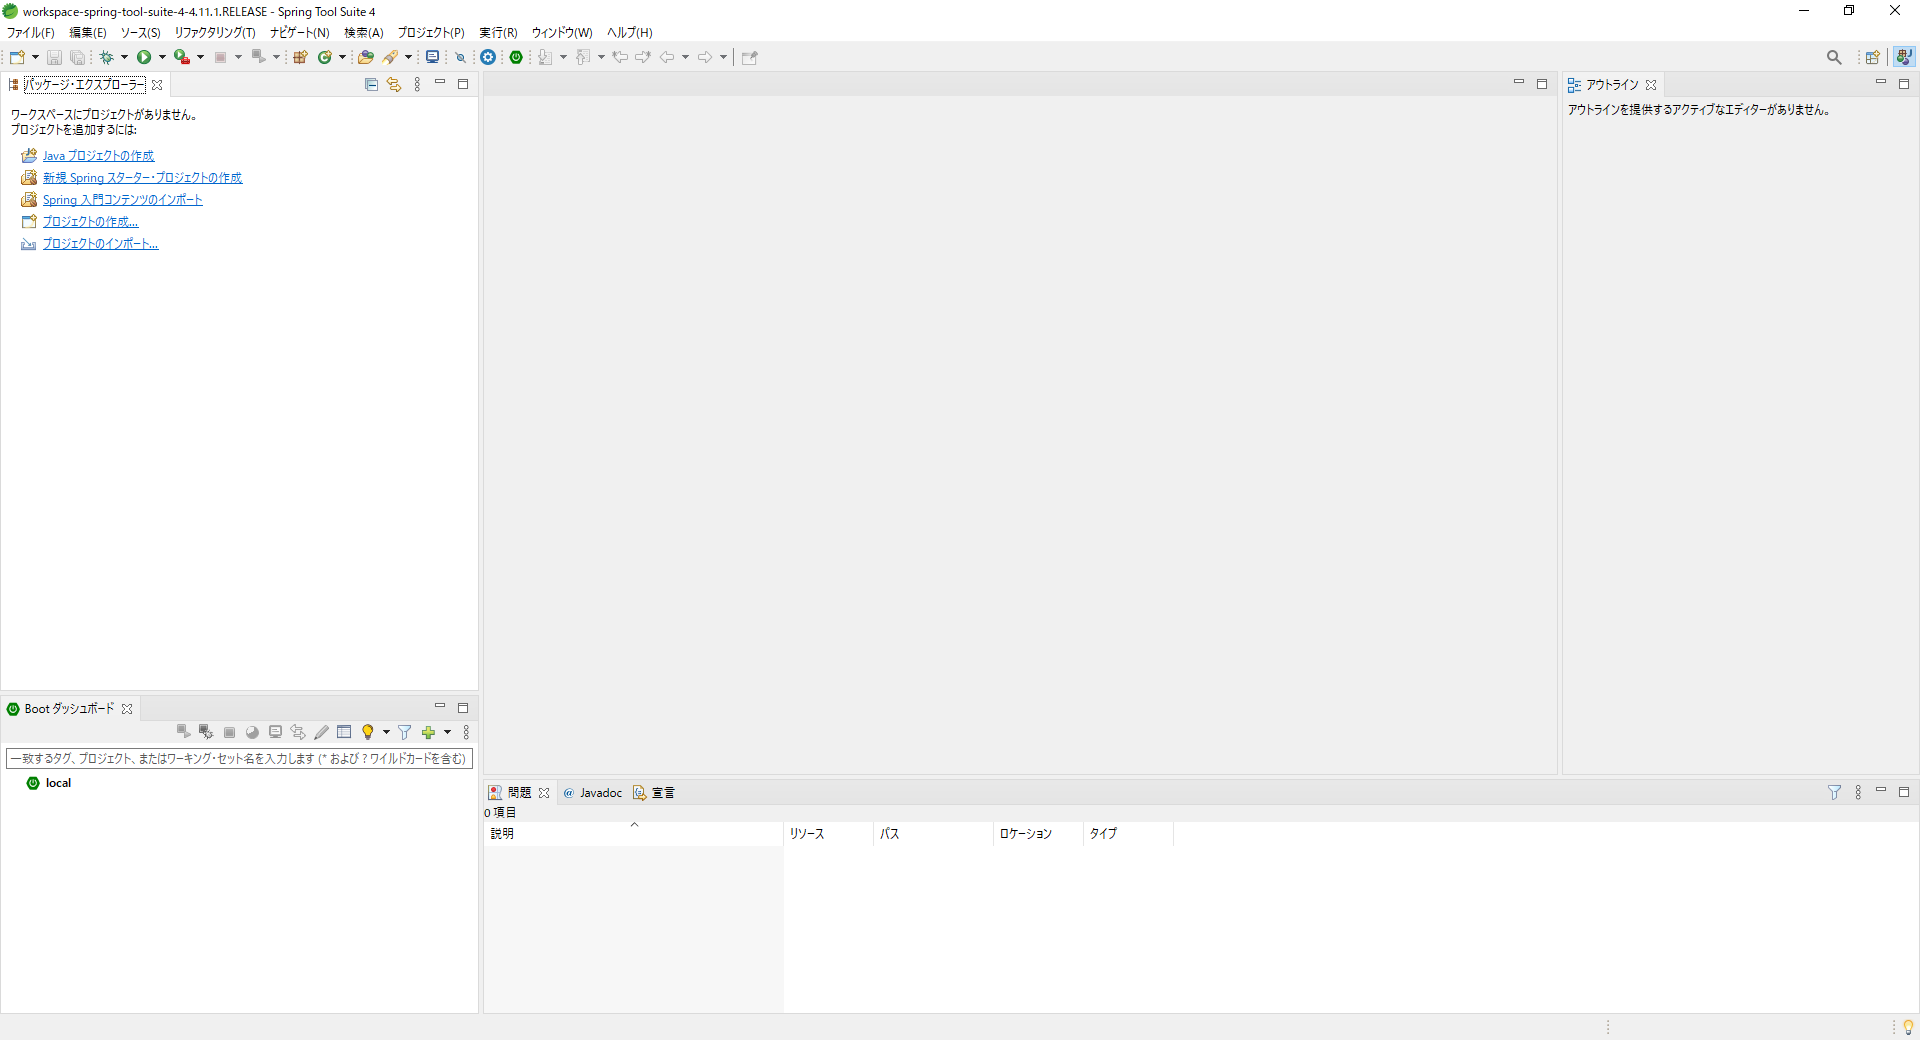 workspace-spring-tool-suite-4-4.11.1.RELEASE - Spring Tool Suite 4
ファイル(F) 編集(E) ソース(S) リファクタリング(T) ナビゲート(N) 検索(A) プロジェクト(P) 実行(R) ウィンドウ(W) ヘルプ(H)
パッケージ・エクスプローラー
ワークスペースにプロジェクトがありません。
プロジェクトを追加するには:
Java プロジェクトの作成
新規 Spring スターター・プロジェクトの作成
Spring 入門コンテンツのインポート
プロジェクトの作成...
プロジェクトのインポート...
アウトライン
アウトラインを提供するアクティブなエディターがありません。
Boot ダッシュボード
一致するタグ、プロジェクト、またはワーキング・セット名を入力します (* および ? ワイルドカードを含む)
local
問題 @ Javadoc 宣言
0 項目
説明 リソース パス ロケーション タイプ